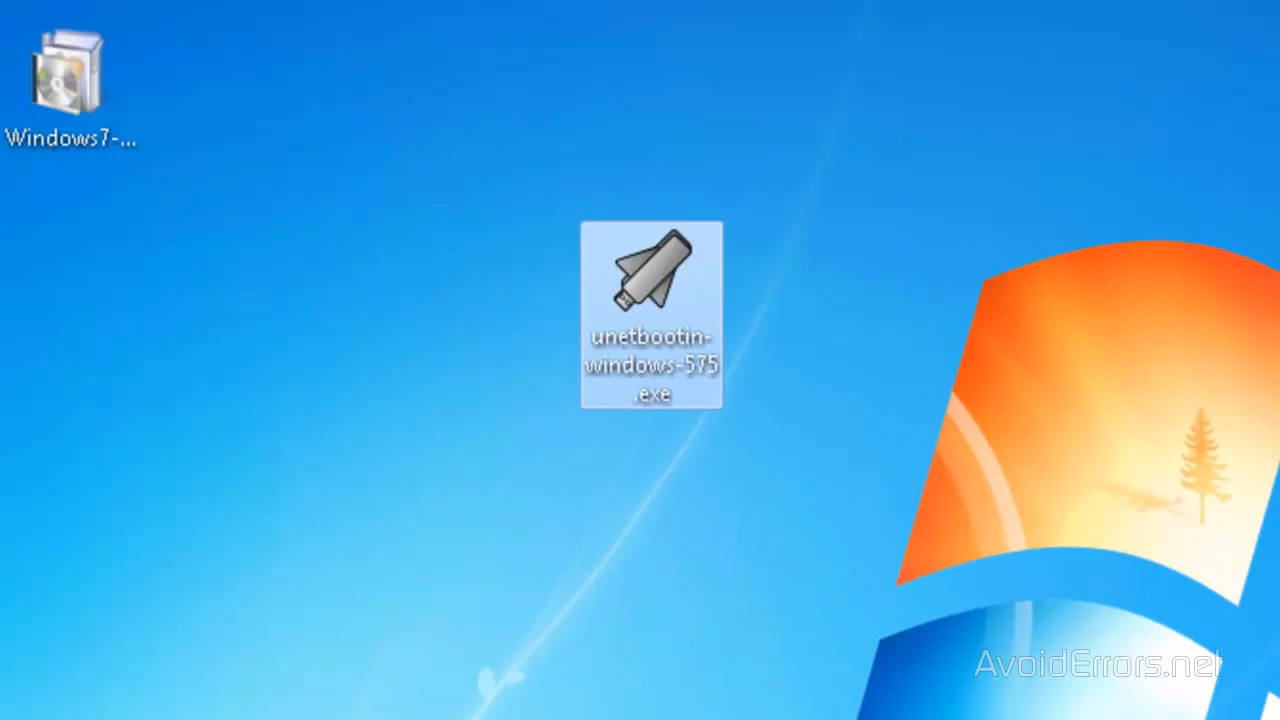 Windows7-...
unetbootin-
windows-575
.exe
AvoidErrors.net